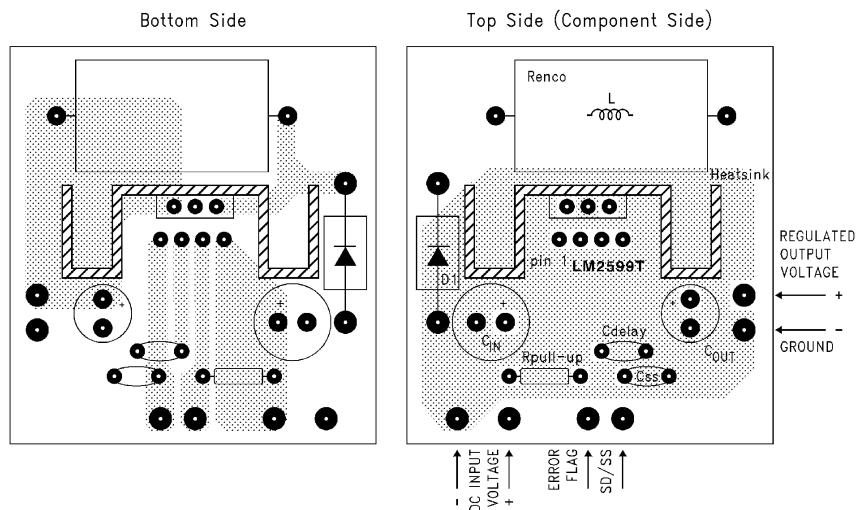 Bottom Side
Top Side (Component Side)
Renco
L
Heatsink
REGULATED
OUTPUT
VOLTAGE
pin 1
LM2599T
D1
+
+
+
+
+
-
GROUND
CIN
Cdelay
COUT
Rpull-up
Css
- DC INPUT
VOLTAGE +
ERROR
FLAG
SD/SS